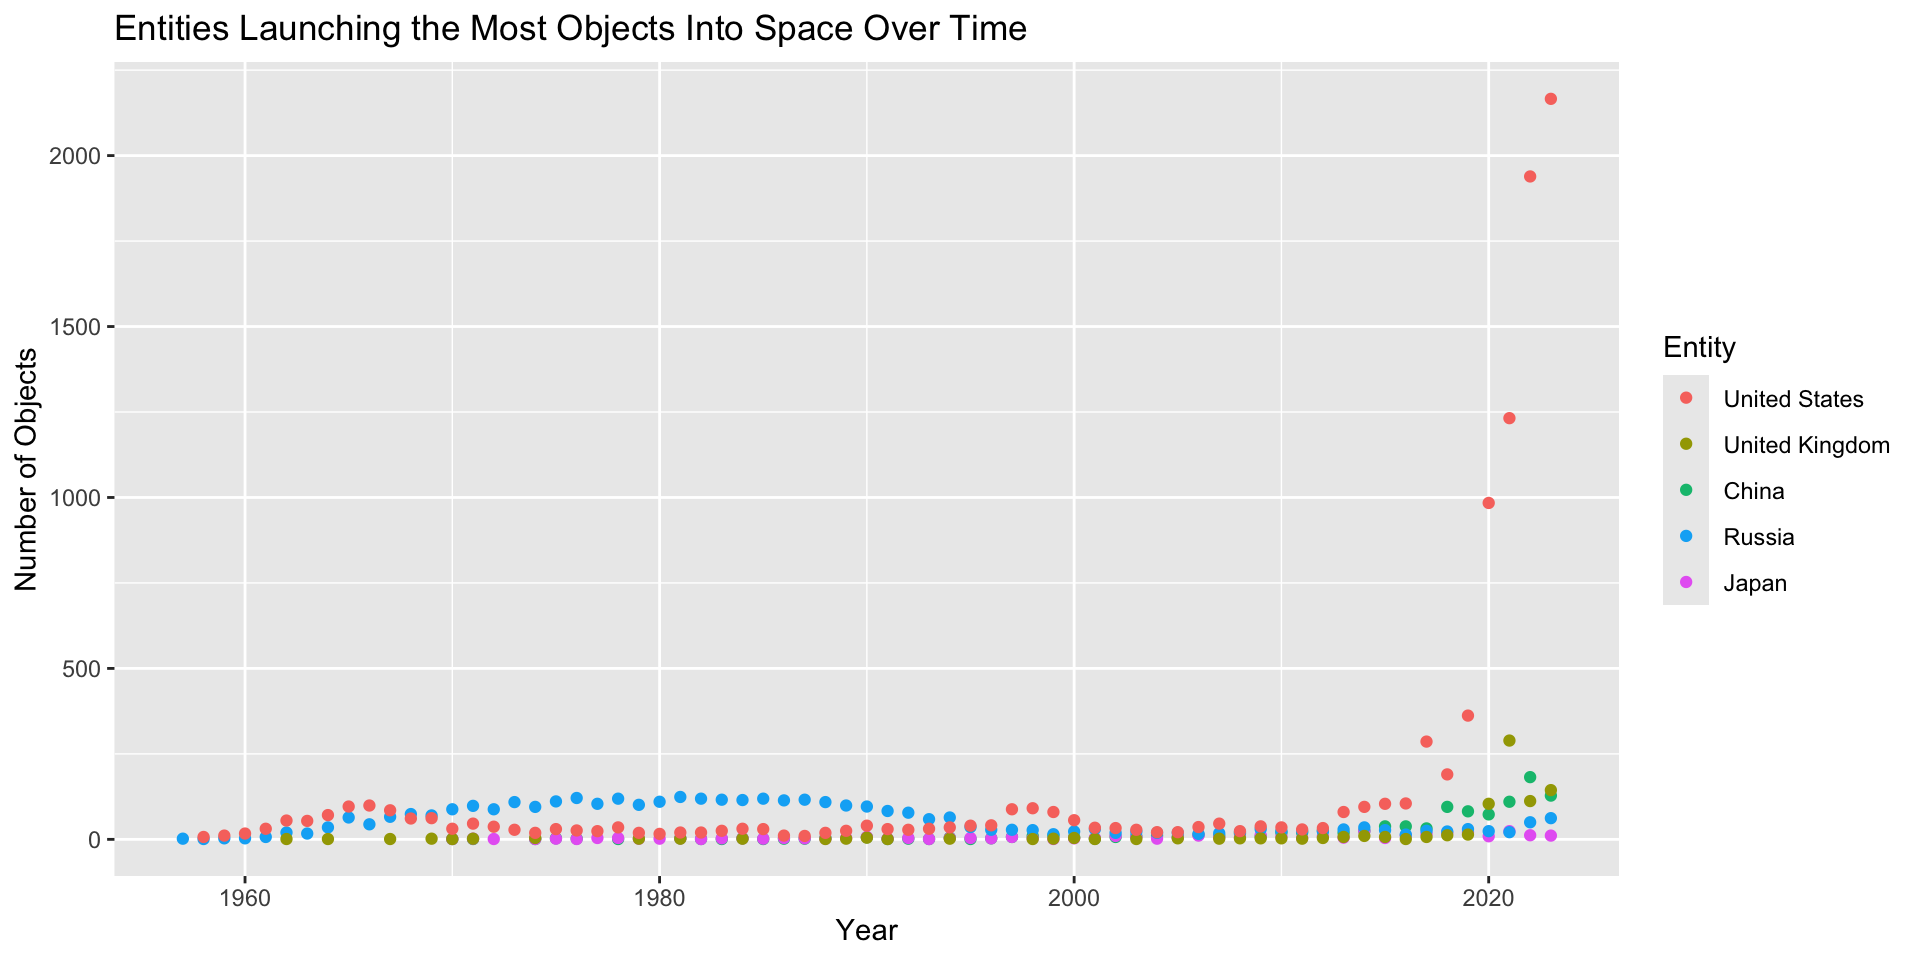 Entities Launching the Most Objects Into Space Over Time
2000
1500
1000
500
0
Number of Objects
1960
1980
2000
2020
Year
Entity
United States
United Kingdom
China
Russia
Japan